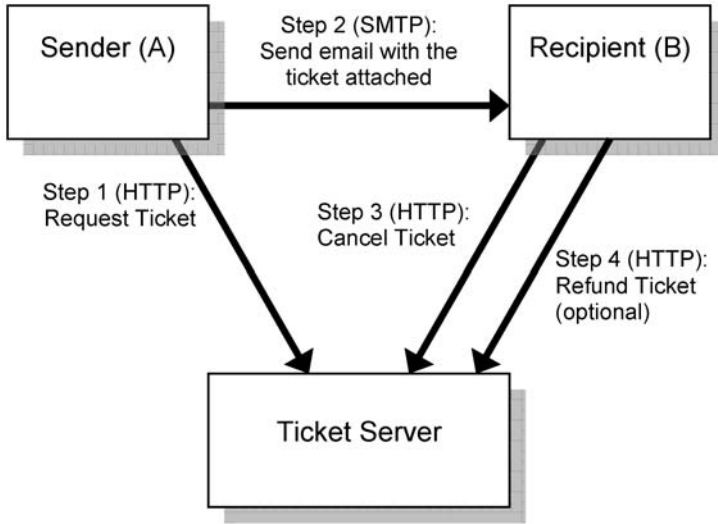 Sender (A)
Step 2 (SMTP):
Send email with the
ticket attached
Recipient (B)
Step 1 (HTTP):
Request Ticket
Step 3 (HTTP):
Cancel Ticket
Step 4 (HTTP):
Refund Ticket
(optional)
Ticket Server